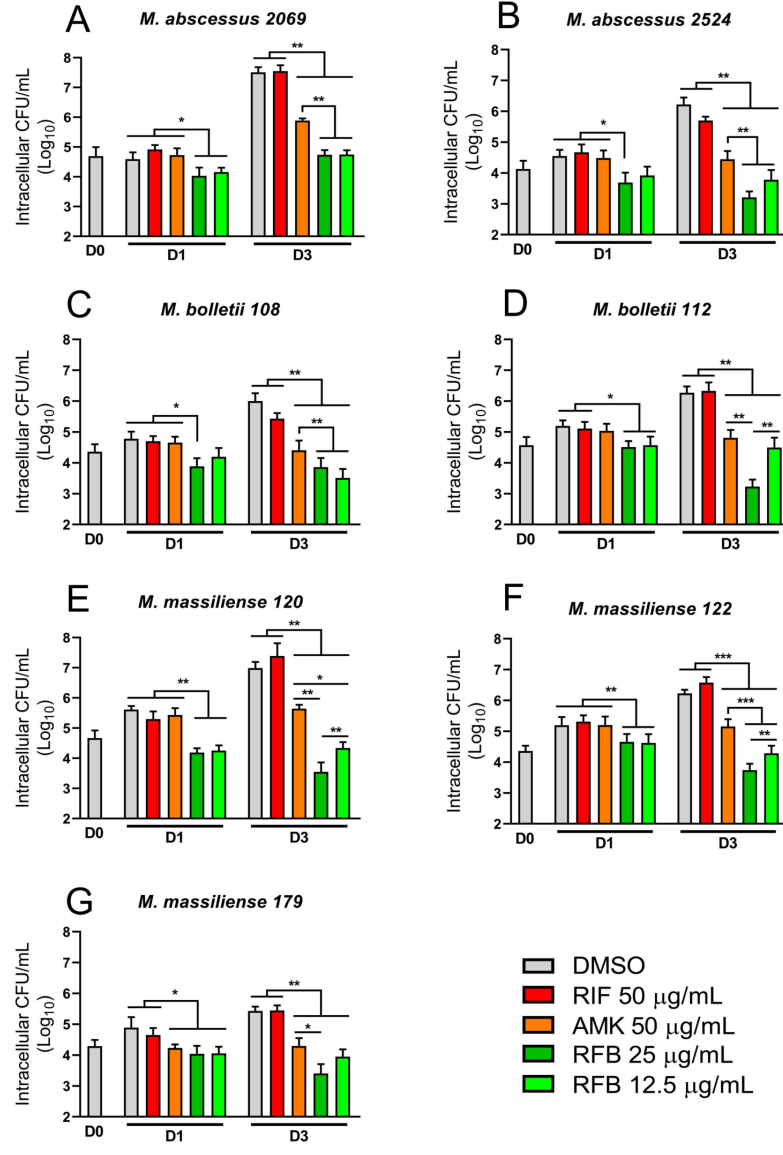 A
M. abscessus 2069
Intracellular CFU/mL
(Log10)
8
7
6
5
4
3
2
*
**
**
D0
D1
D3
B
M. abscessus 2524
Intracellular CFU/mL
(Log10)
8
7
6
5
4
3
2
*
**
**
D0
D1
D3
C
M. bolletii 108
Intracellular CFU/mL
(Log10)
8
7
6
5
4
3
2
*
**
**
D0
D1
D3
D
M. bolletii 112
Intracellular CFU/mL
(Log10)
8
7
6
5
4
3
2
*
**
**
**
D0
D1
D3
E
M. massiliense 120
Intracellular CFU/mL
(Log10)
8
7
6
5
4
3
2
**
**
*
**
**
D0
D1
D3
F
M. massiliense 122
Intracellular CFU/mL
(Log10)
8
7
6
5
4
3
2
**
***
***
**
D0
D1
D3
G
M. massiliense 179
Intracellular CFU/mL
(Log10)
8
7
6
5
4
3
2
*
**
*
D0
D1
D3
DMSO
RIF 50 μg/mL
AMK 50 μg/mL
RFB 25 μg/mL
RFB 12.5 μg/mL